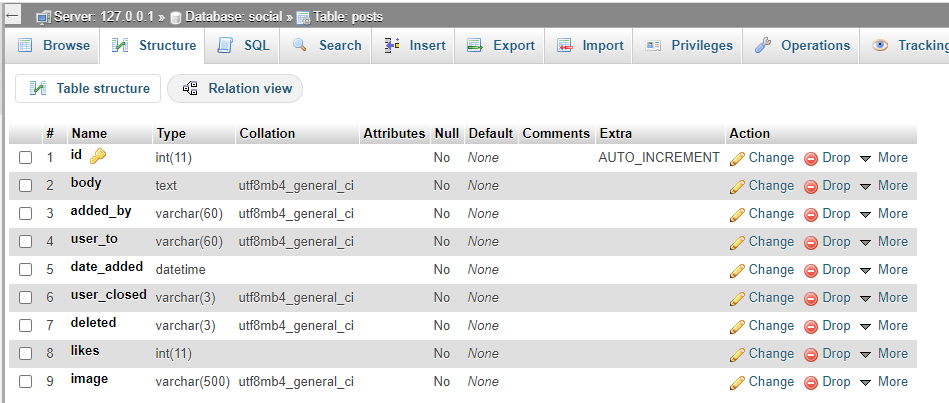 ← Server: 127.0.0.1 » Database: social » Table: posts
Browse Structure SQL Search Insert Export Import Privileges Operations Tracking
Table structure Relation view
# Name Type Collation Attributes Null Default Comments Extra Action
1 id int(11) No None AUTO_INCREMENT Change Drop More
2 body text utf8mb4_general_ci No None Change Drop More
3 added_by varchar(60) utf8mb4_general_ci No None Change Drop More
4 user_to varchar(60) utf8mb4_general_ci No None Change Drop More
5 date_added datetime No None Change Drop More
6 user_closed varchar(3) utf8mb4_general_ci No None Change Drop More
7 deleted varchar(3) utf8mb4_general_ci No None Change Drop More
8 likes int(11) No None Change Drop More
9 image varchar(500) utf8mb4_general_ci No None Change Drop More